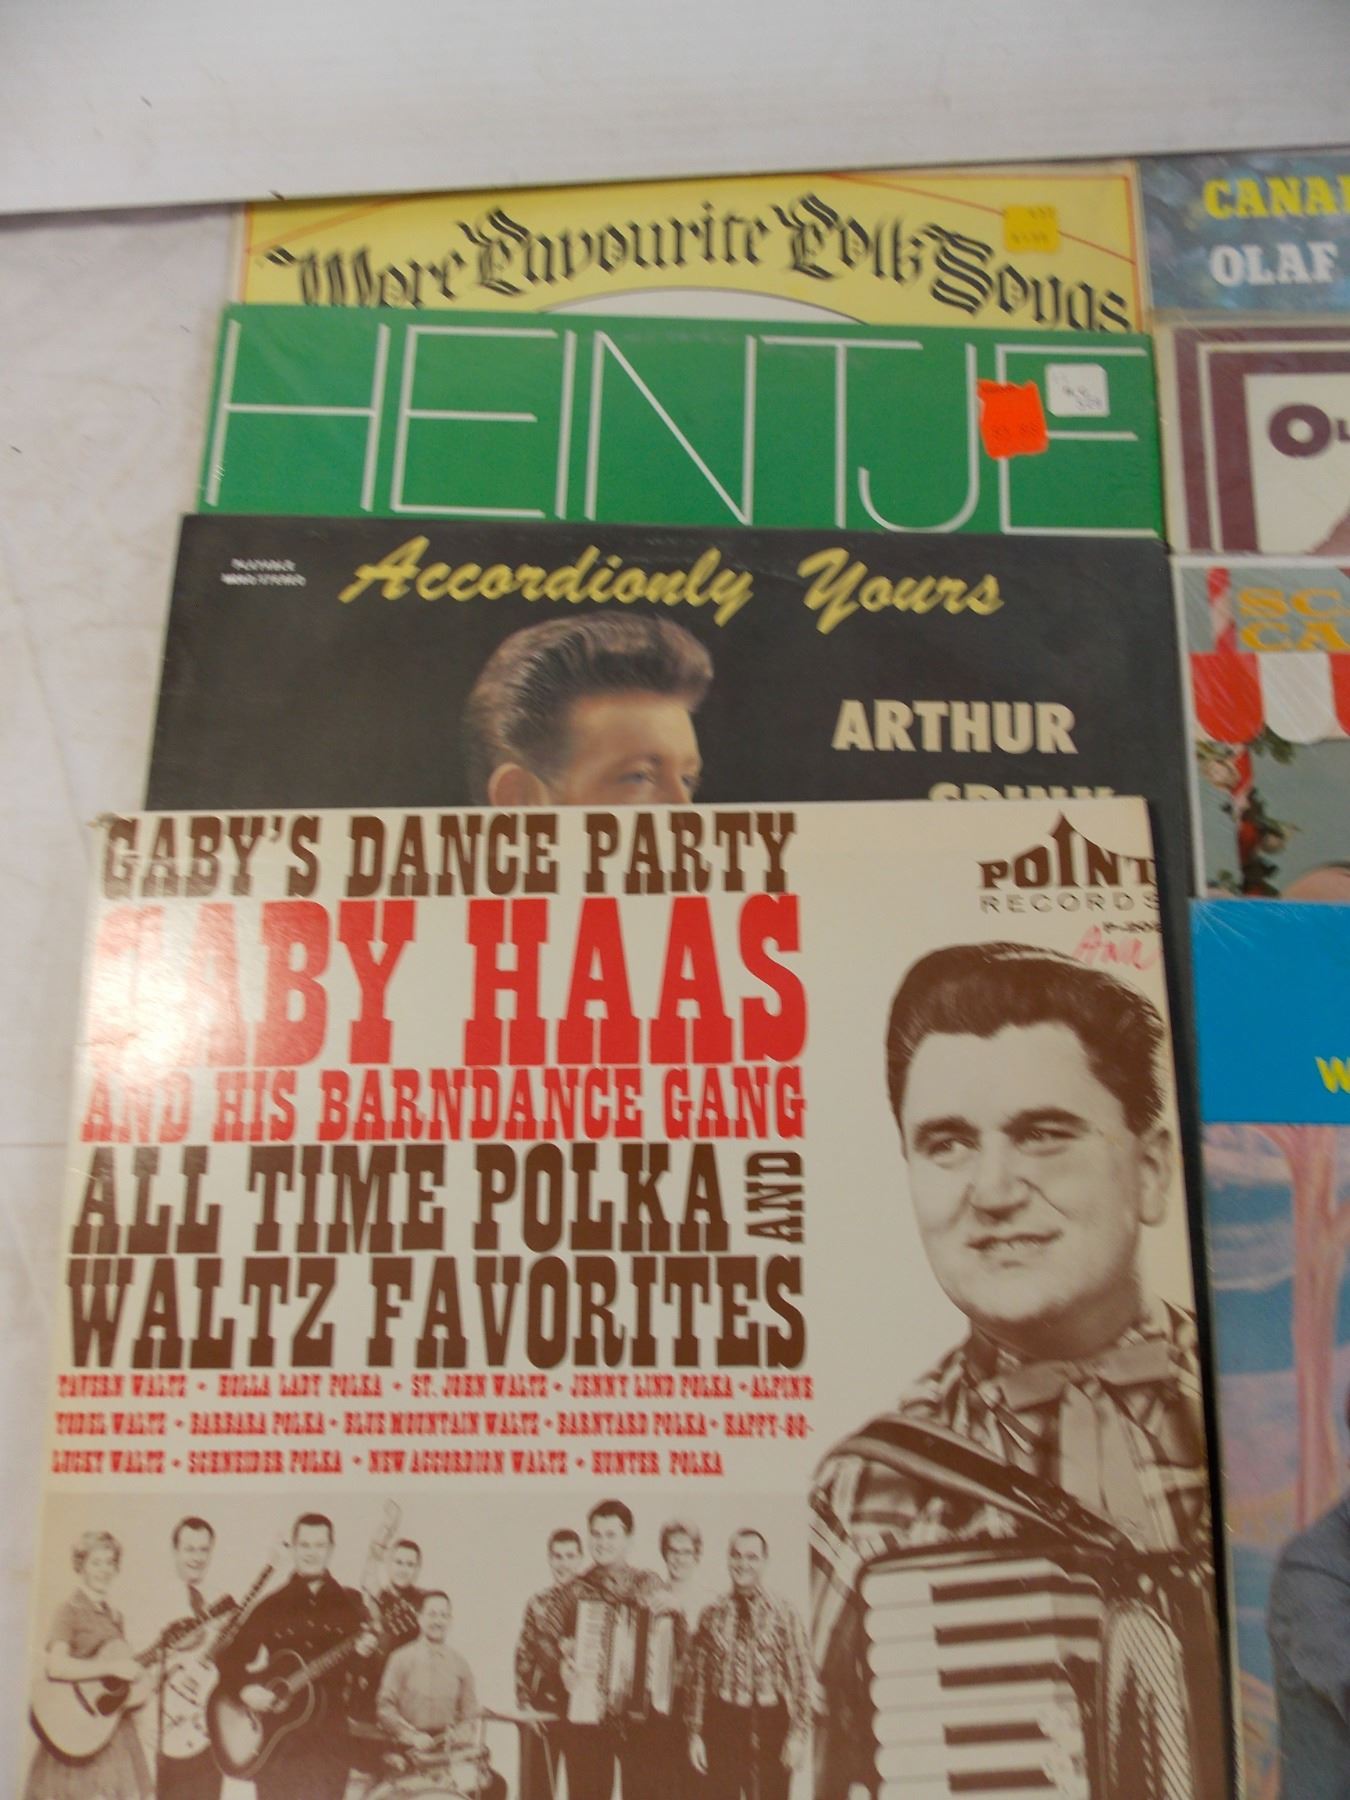 More Favourite Folk Songs
CANA
OLAF
HEINTJE
Accordionly Yours
ARTHUR
SC
CA
GABY'S DANCE PARTY
GABY HAAS
AND HIS BARNDANCE GANG
ALL TIME POLKA AND
WALTZ FAVORITES
TAVERN WALTZ • HOLLA LADY POLKA • ST. JOHN WALTZ • JENNY LIND POLKA • ALPINE
YODEL WALTZ • BARBARA POLKA • BLUE MOUNTAIN WALTZ • BARNYARD POLKA • HAPPY-GO-
LUCKY WALTZ • SCHNEIDER POLKA • NEW ACCORDION WALTZ • HUNTER POLKA
POINT
RECORDS
W